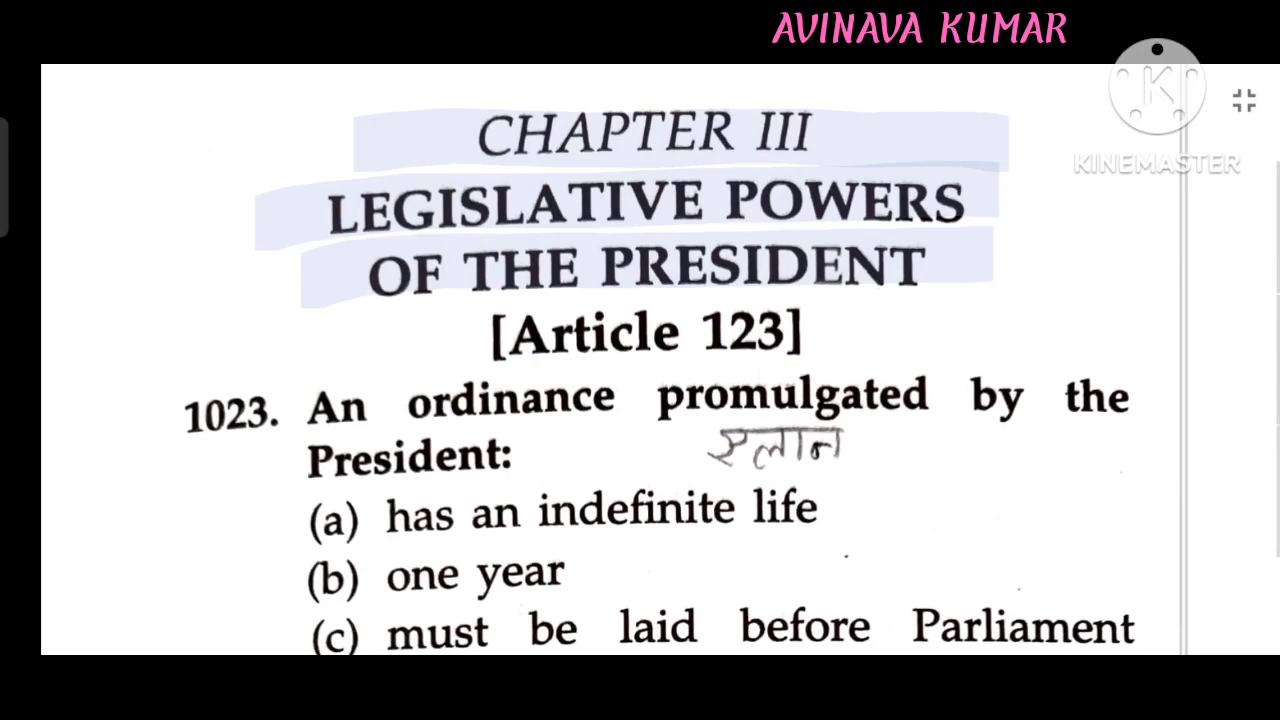 AVINAVA KUMAR
KINEMASTER
CHAPTER III
LEGISLATIVE POWERS
OF THE PRESIDENT
[Article 123]
1023. An ordinance promulgated by the
President:
एलान
(a) has an indefinite life
(b) one year
(c) must be laid before Parliament